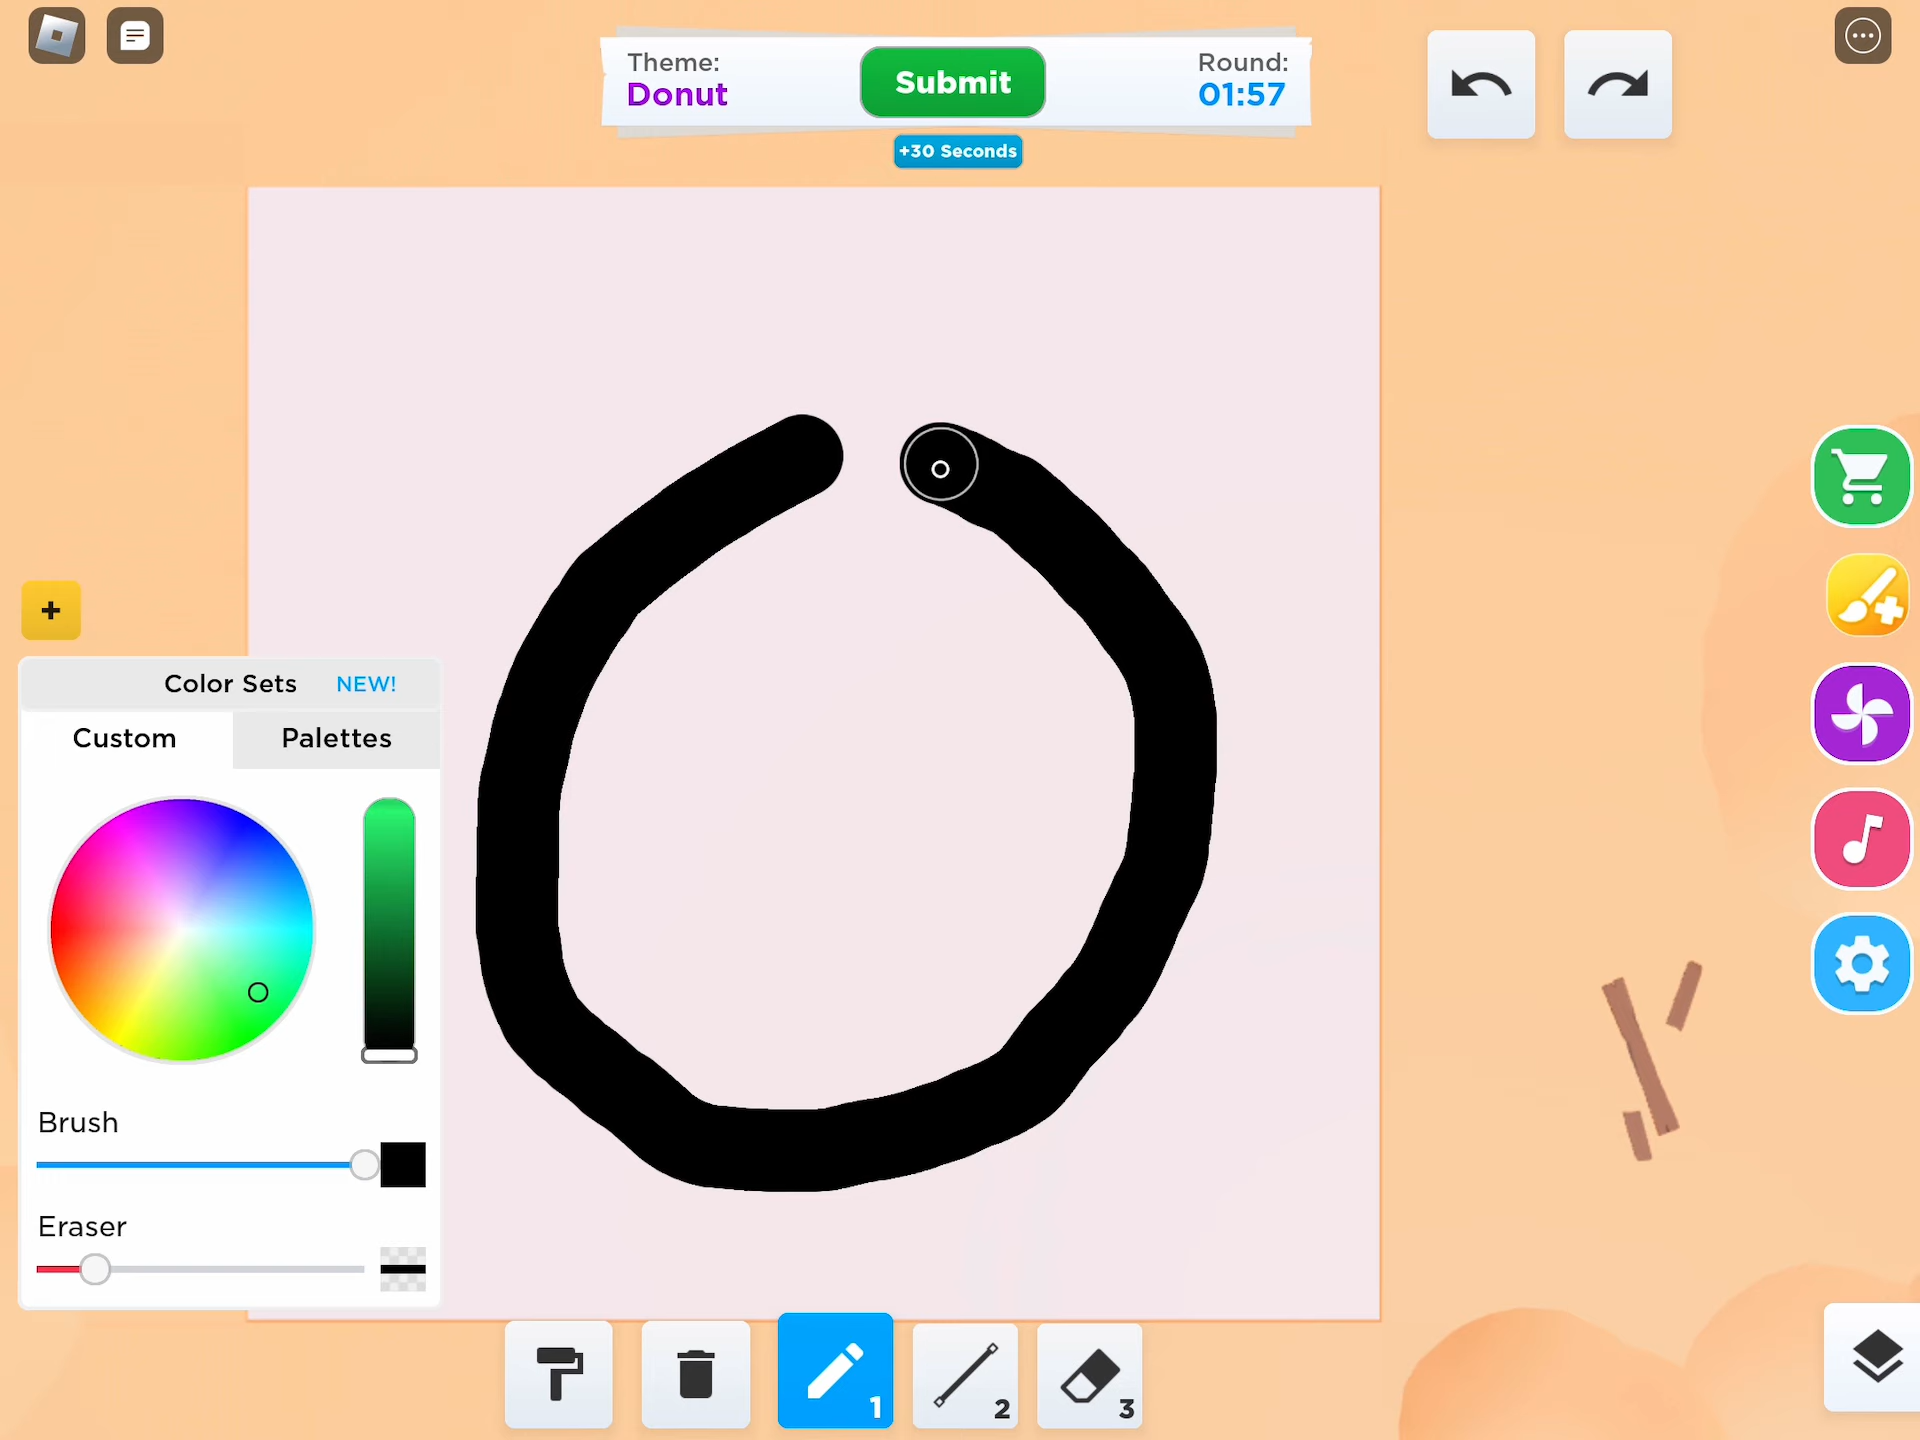 Theme:
Donut
Submit
Round:
01:57
+30 Seconds
+
Color Sets NEW!
Custom Palettes
Brush
Eraser
1
2
3